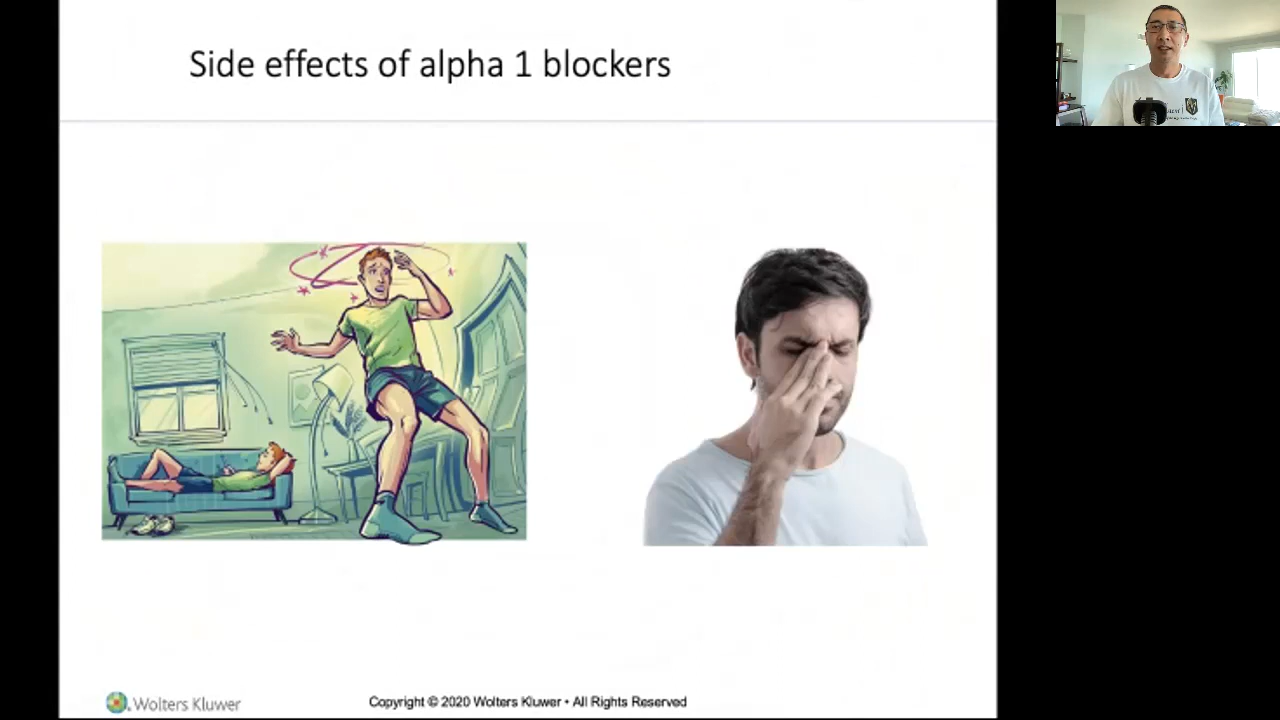 Side effects of alpha 1 blockers
Wolters Kluwer
Copyright © 2020 Wolters Kluwer • All Rights Reserved